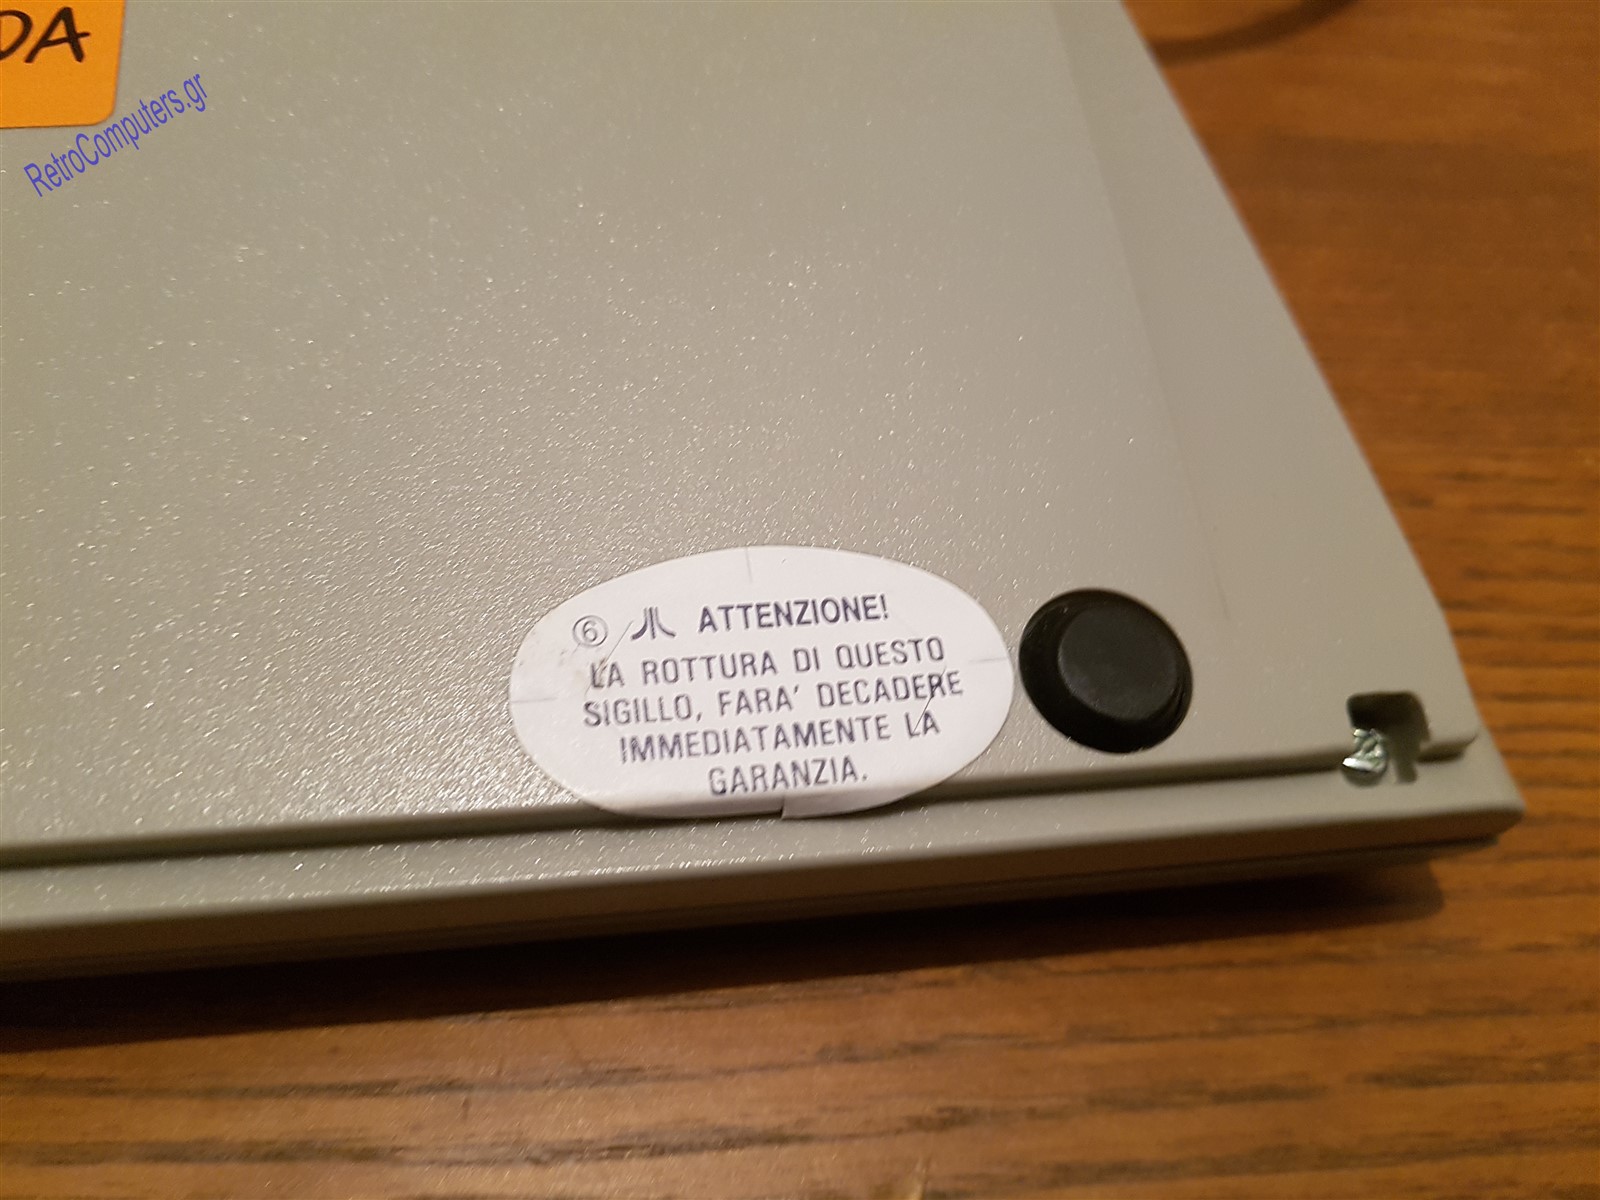 DA
RetroComputers.gr
⑥ ATTENZIONE!
LA ROTTURA DI QUESTO
SIGILLO, FARA' DECADERE
IMMEDIATAMENTE LA
GARANZIA.